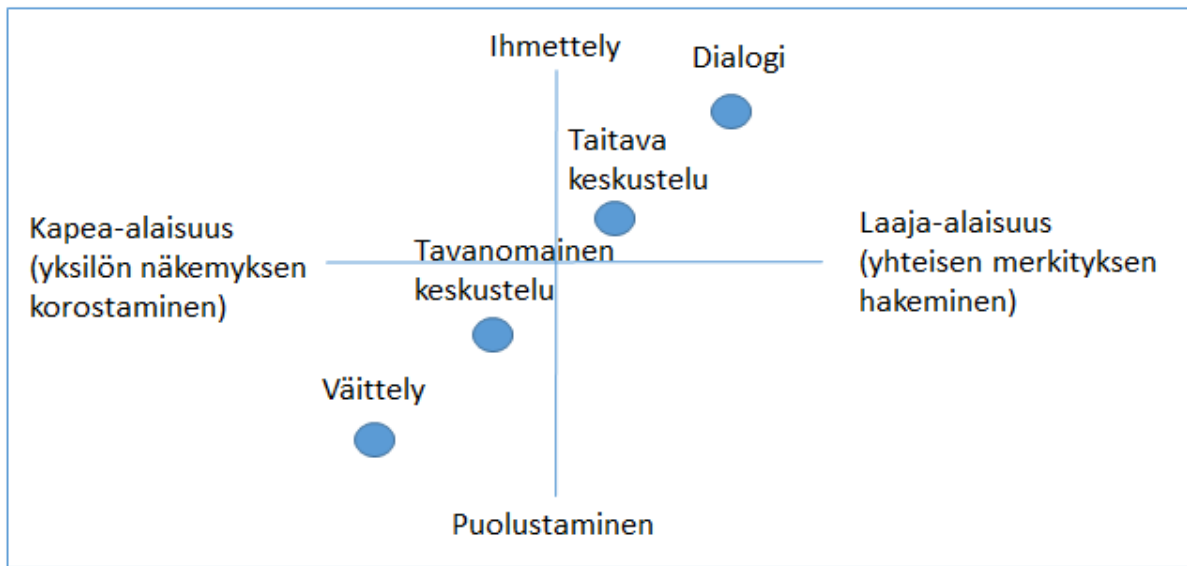 Ihmettely
Dialogi
Taitava
keskustelu
Kapea-alaisuus
(yksilön näkemyksen
korostaminen)
Tavanomainen
keskustelu
Laaja-alaisuus
(yhteisen merkityksen
hakeminen)
Väittely
Puolustaminen